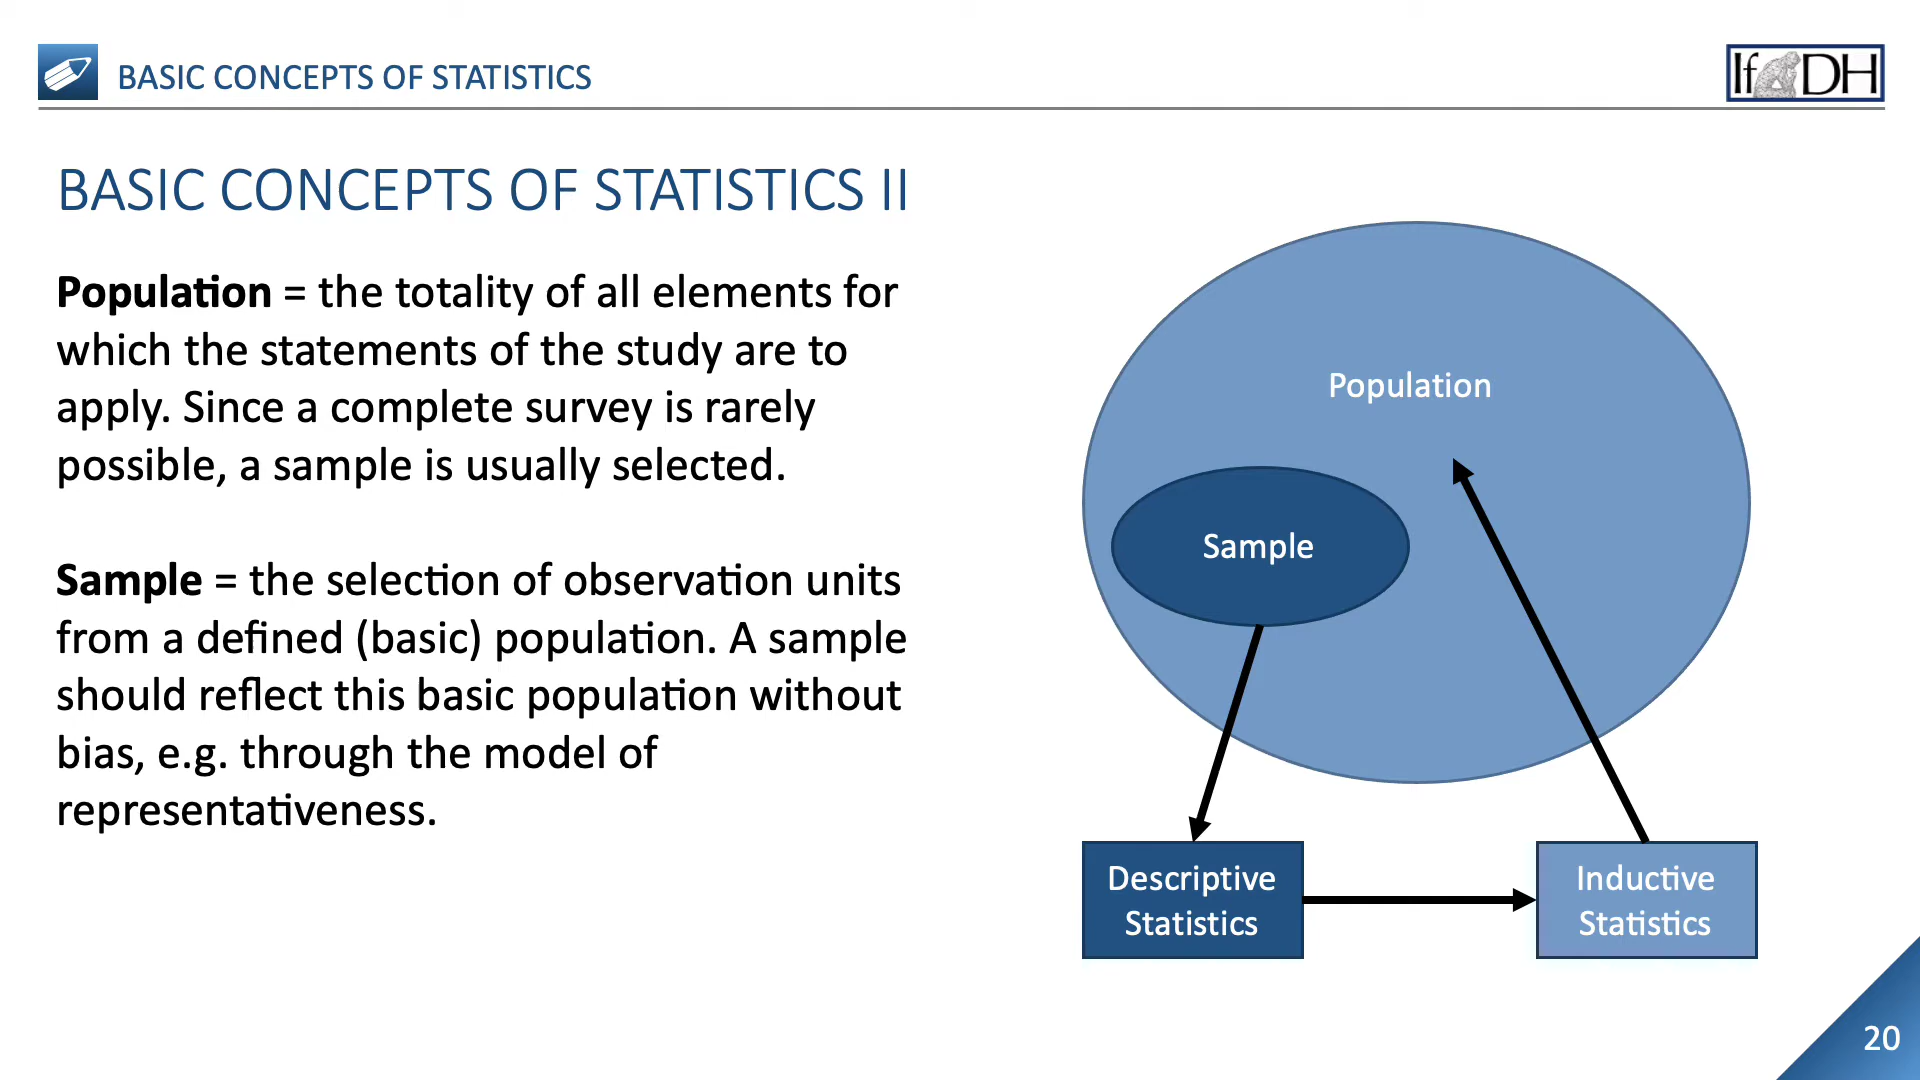 BASIC CONCEPTS OF STATISTICS
IfADH
BASIC CONCEPTS OF STATISTICS II
Population = the totality of all elements for
which the statements of the study are to
apply. Since a complete survey is rarely
possible, a sample is usually selected.
Sample = the selection of observation units
from a defined (basic) population. A sample
should reflect this basic population without
bias, e.g. through the model of
representativeness.
Population
Sample
Descriptive
Statistics
Inductive
Statistics
20